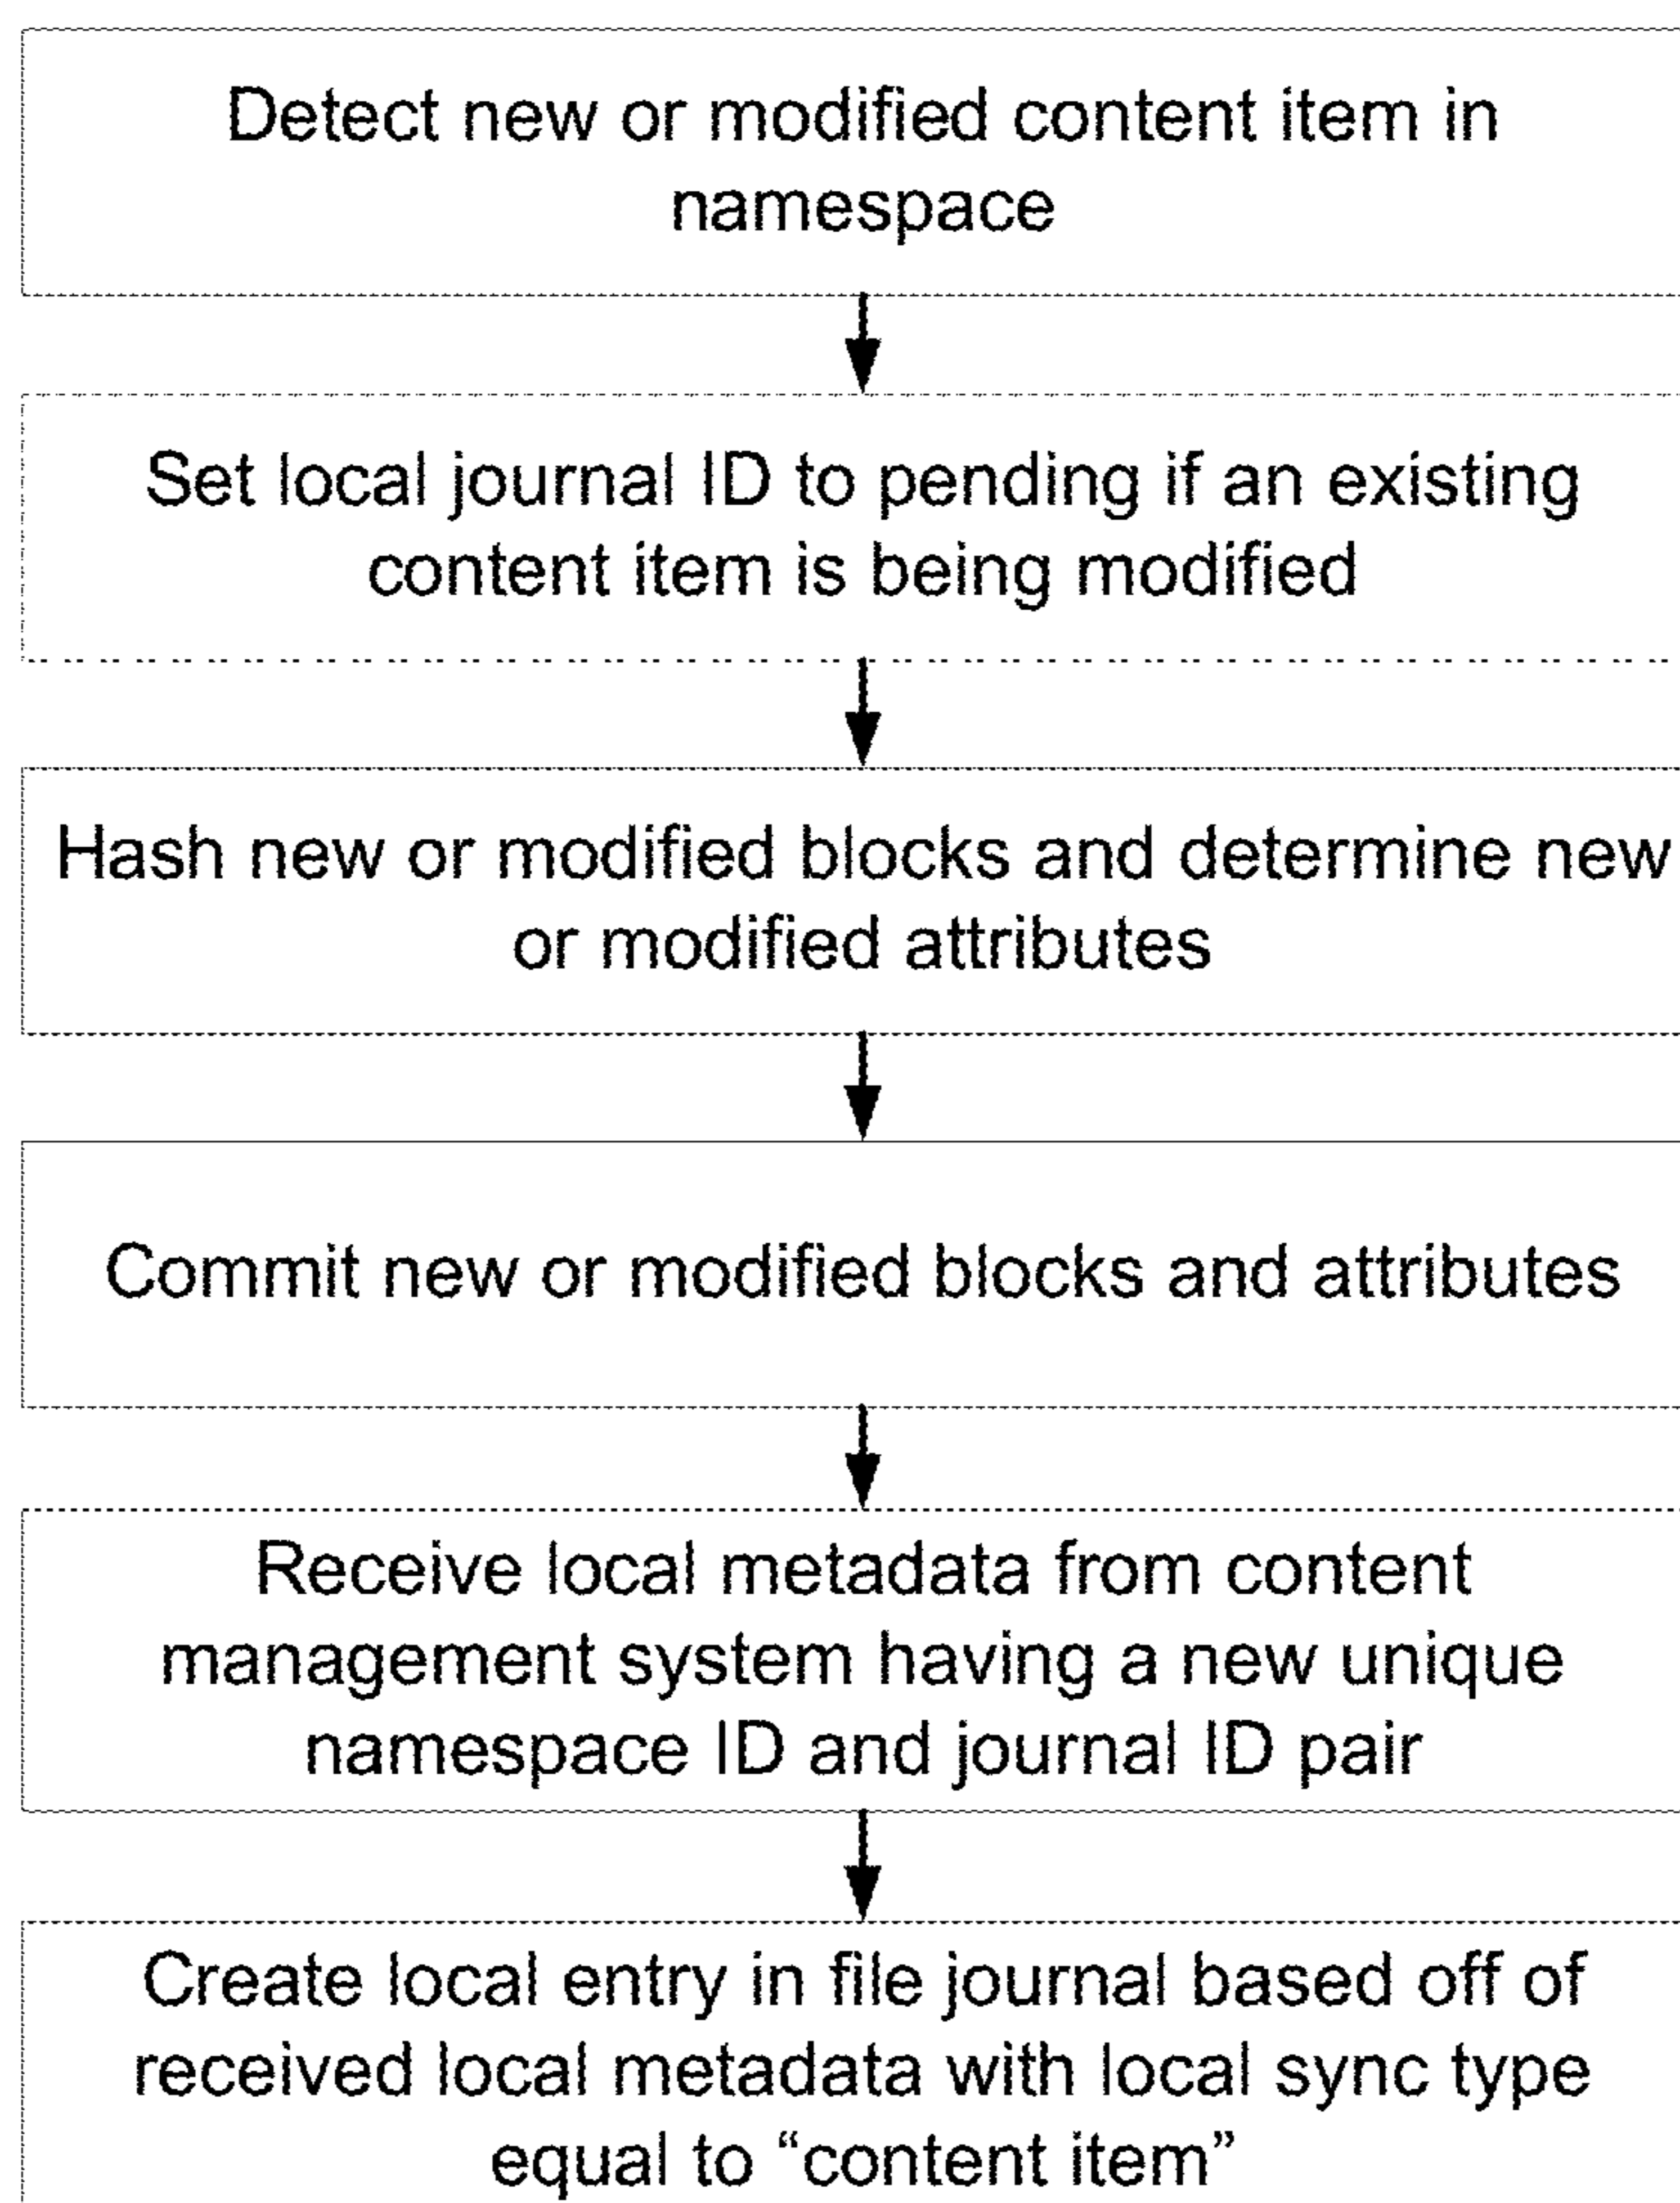 Detect new or modified content item in
namespace
Set local journal ID to pending if an existing
content item is being modified
Hash new or modified blocks and determine new
or modified attributes
Commit new or modified blocks and attributes
Receive local metadata from content
management system having a new unique
namespace ID and journal ID pair
Create local entry in file journal based off of
received local metadata with local sync type
equal to “content item”